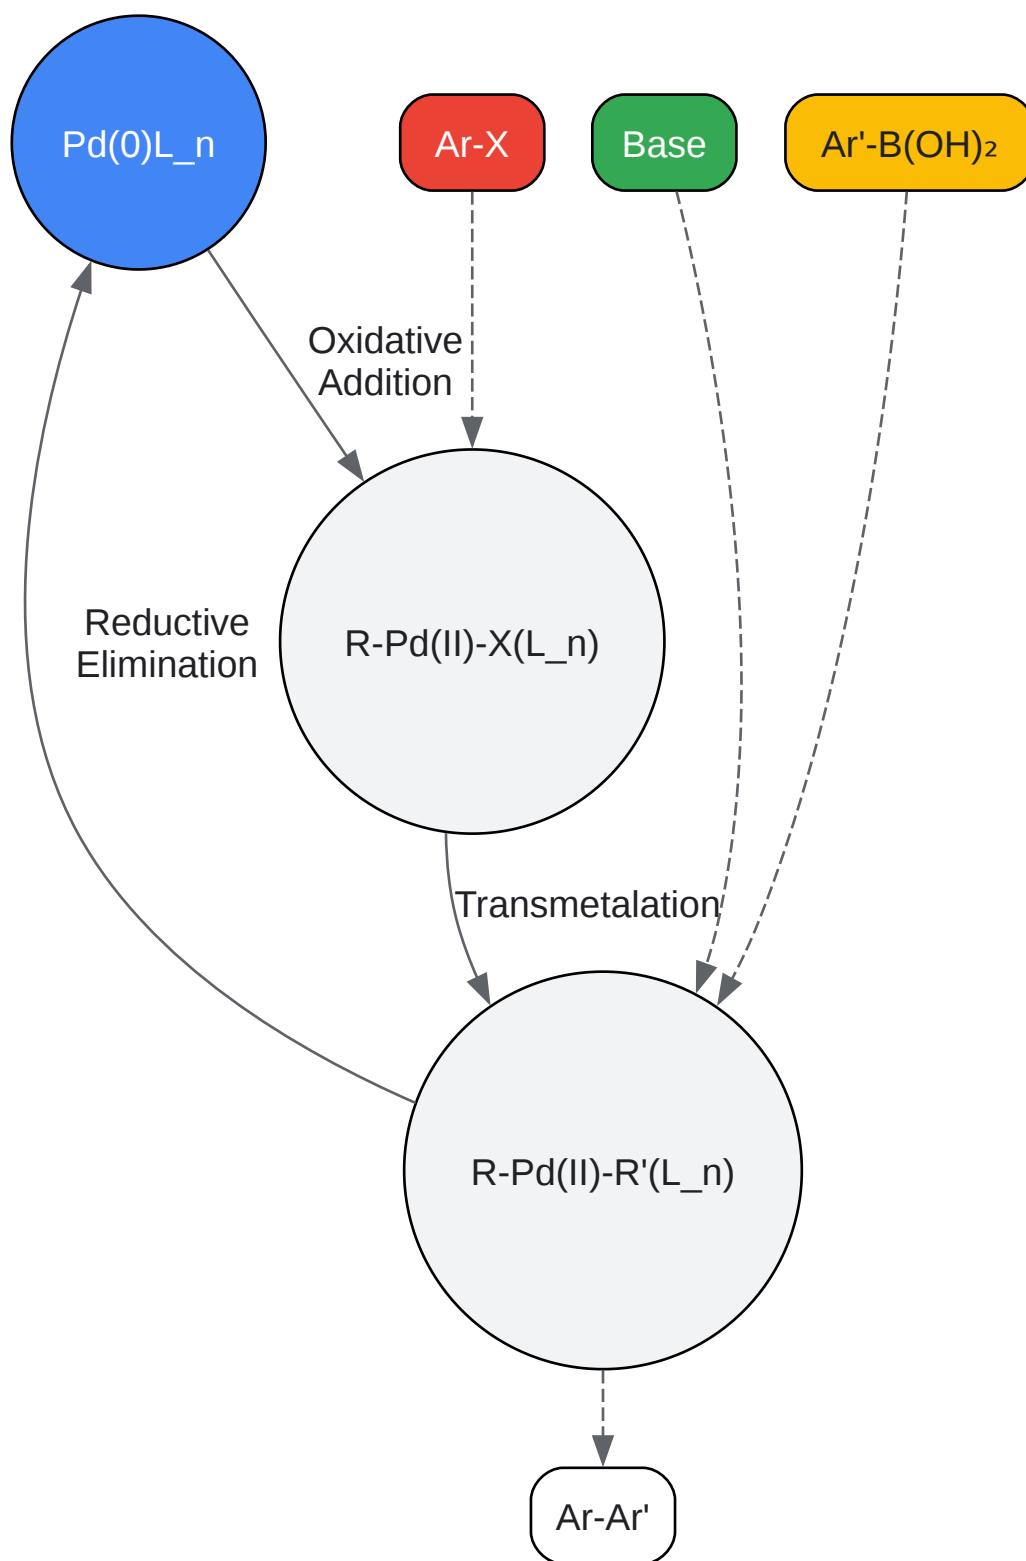 Pd(0)L_n
Ar-X
Base
Ar'-B(OH)₂
Oxidative
Addition
Reductive
Elimination
R-Pd(II)-X(L_n)
Transmetalation
R-Pd(II)-R'(L_n)
Ar-Ar'